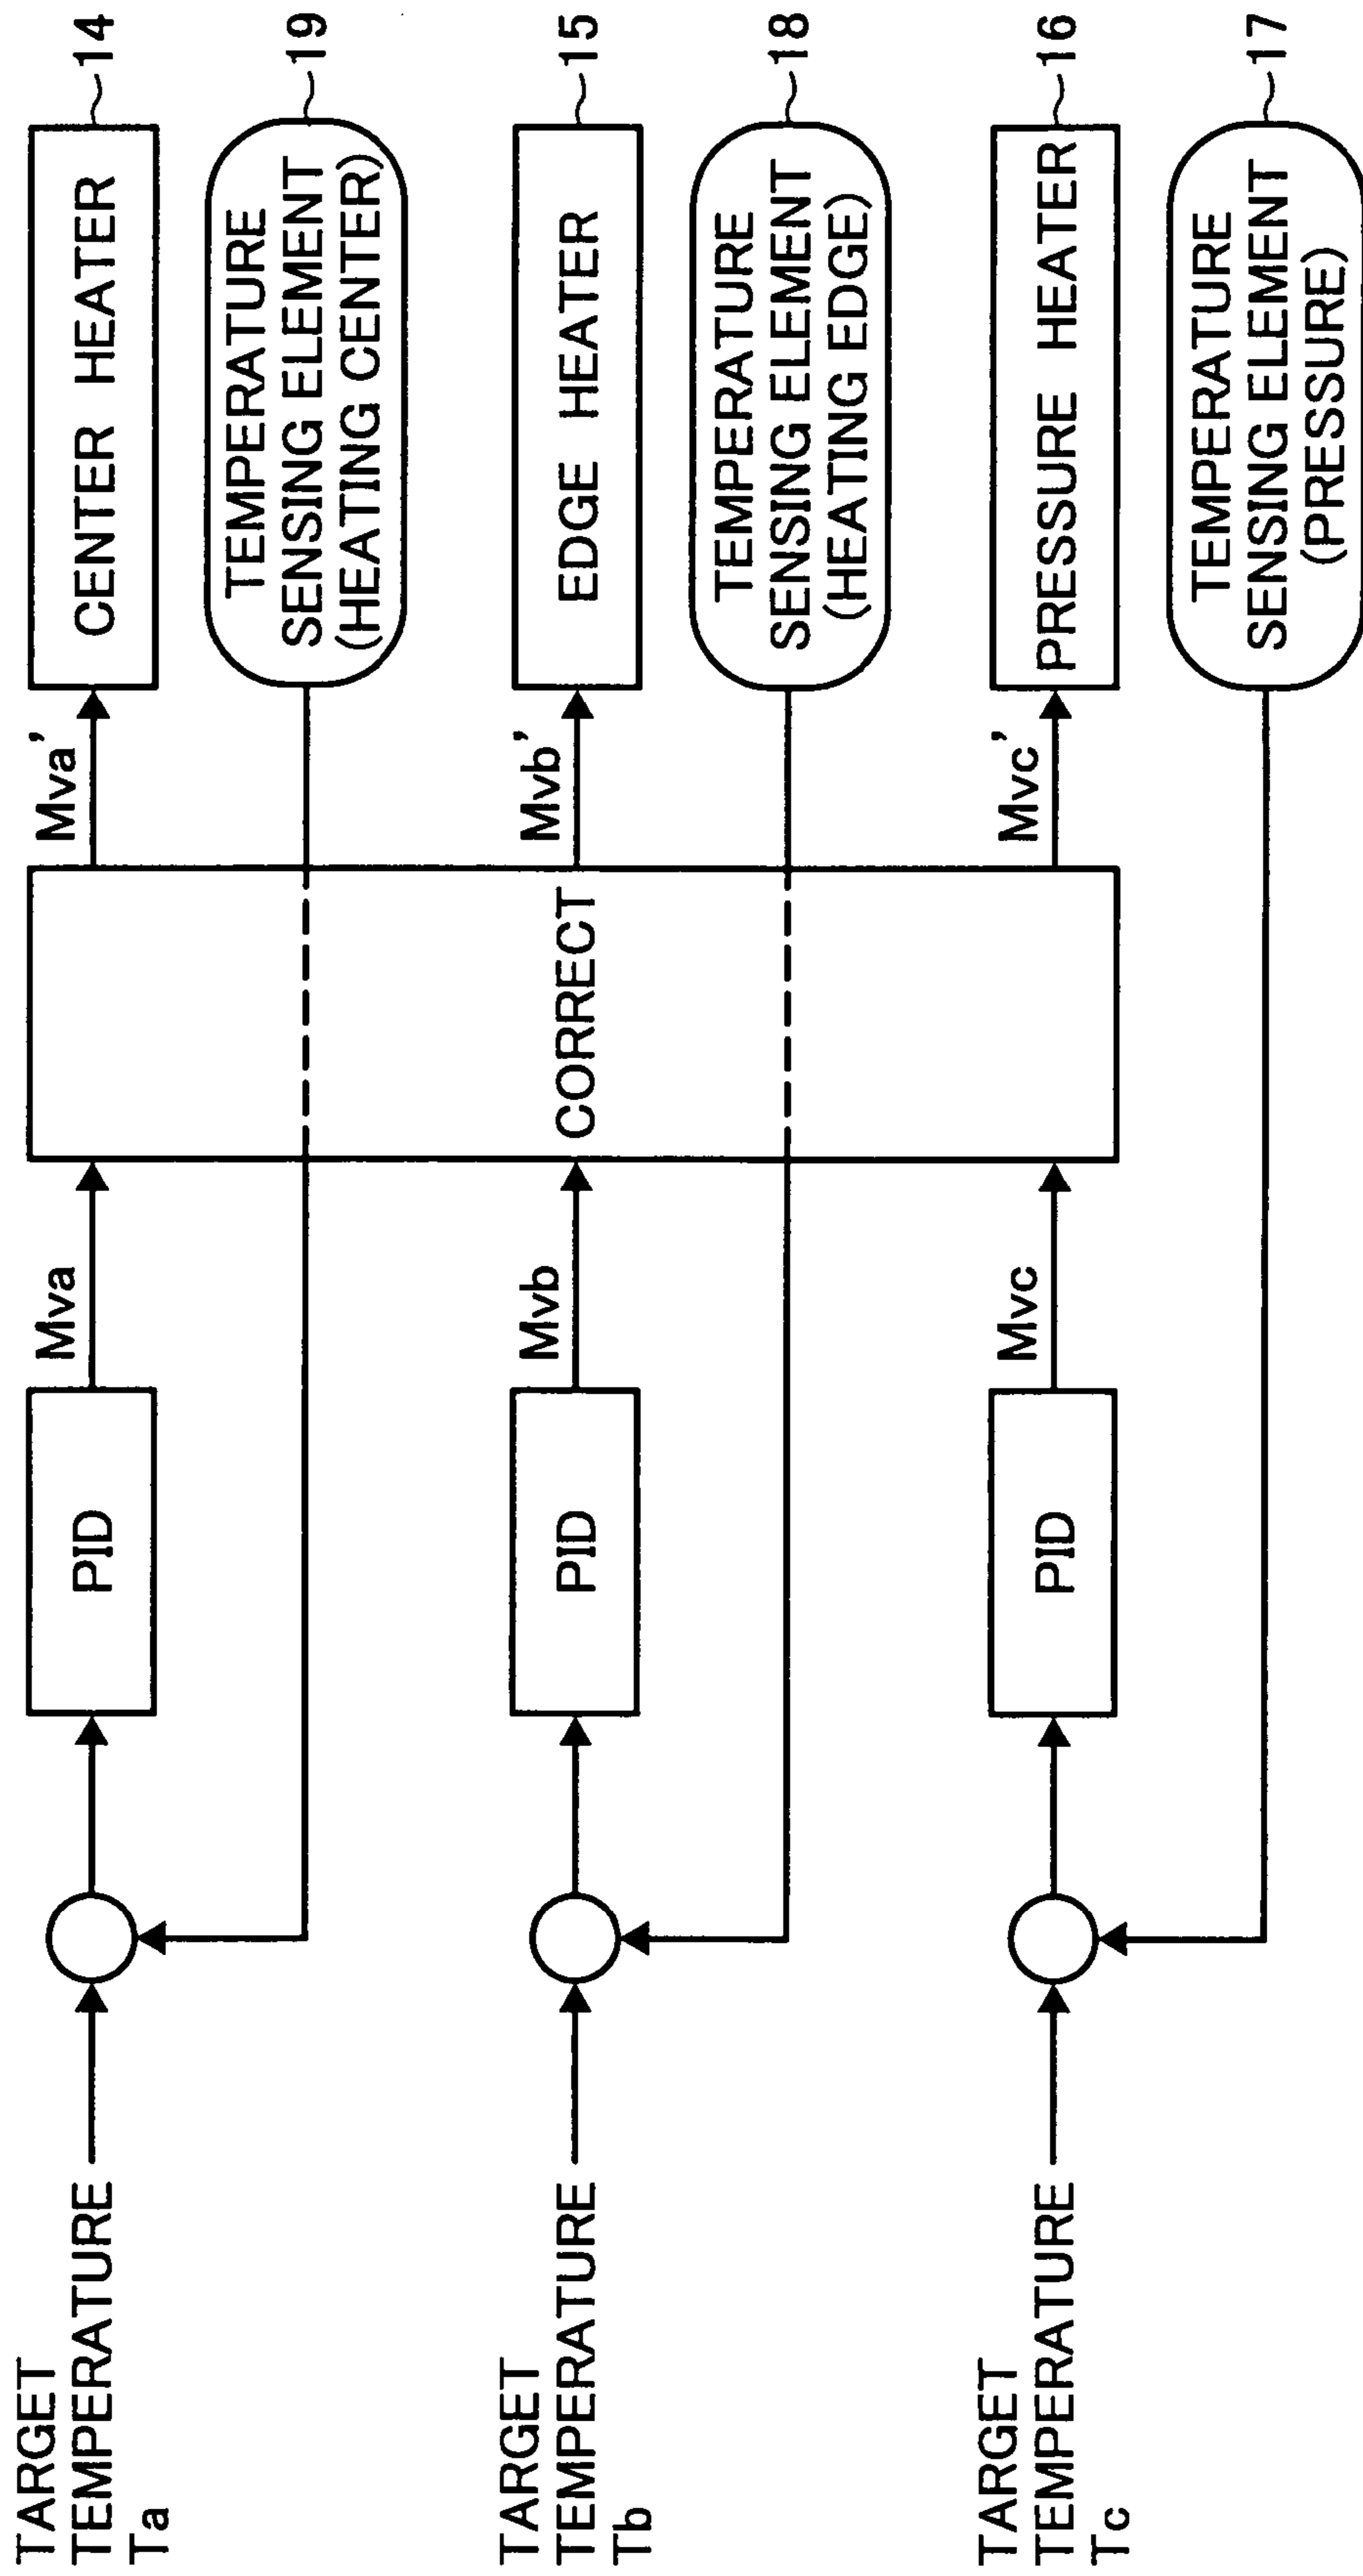 TARGET
TEMPERATURE
Ta
PID
Mva
Mva'
CENTER HEATER
14
TEMPERATURE
SENSING ELEMENT
(HEATING CENTER)
19
TARGET
TEMPERATURE
Tb
PID
Mvb
CORRECT
Mvb'
EDGE HEATER
15
TEMPERATURE
SENSING ELEMENT
(HEATING EDGE)
18
TARGET
TEMPERATURE
Tc
PID
Mvc
Mvc'
PRESSURE HEATER
16
TEMPERATURE
SENSING ELEMENT
(PRESSURE)
17